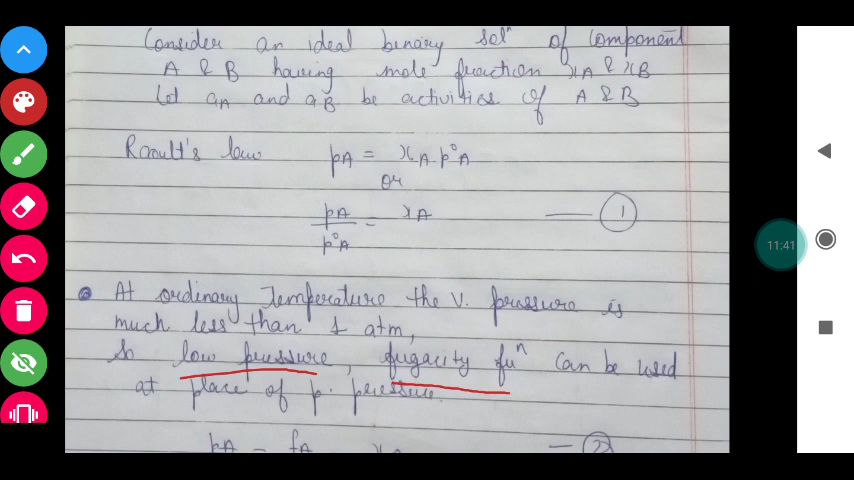 Consider an ideal binary solⁿ of component
A & B having mole fraction xA & xB
Let aA and aB be activities of A & B
Raoult's law pA = xA.p°A
or
pA/p°A = xA —— 1
At ordinary Temperature the v. pressure is
much less than 1 atm,
So low pressure, fugacity fuⁿ can be used
at place of p. pressure.
11:41